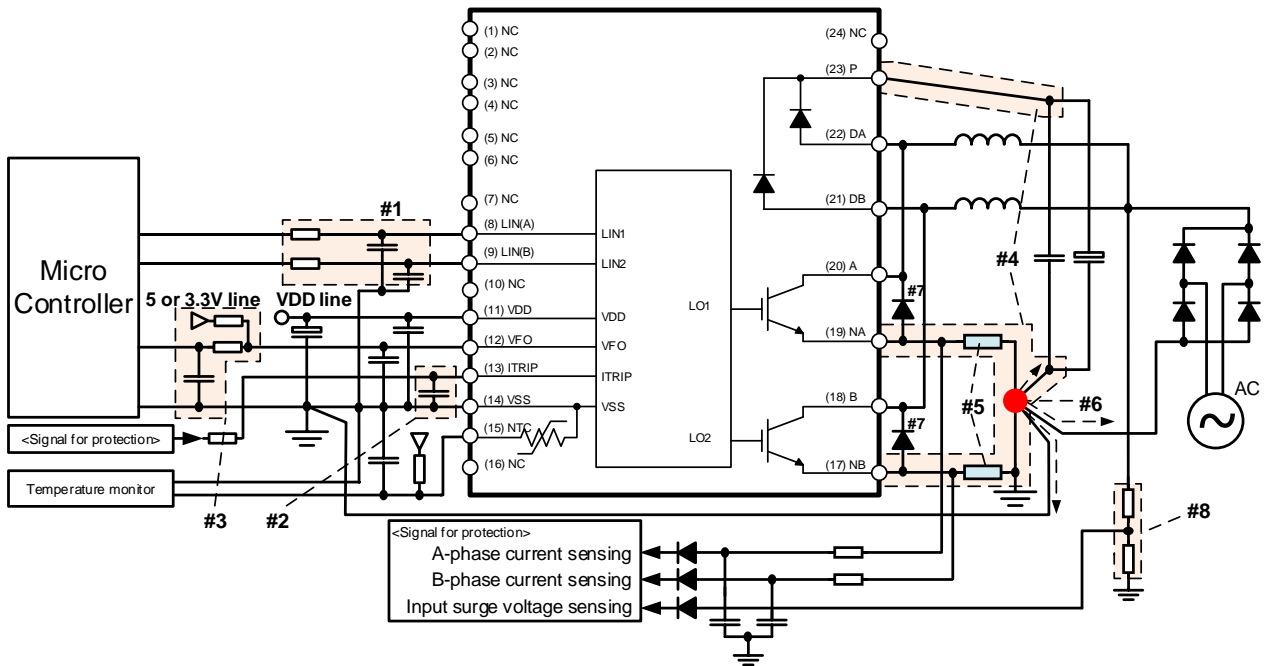 (1) NC
(2) NC
(3) NC
(4) NC
(5) NC
(6) NC
(7) NC
(8) LIN(A)
(9) LIN(B)
(10) NC
(11) VDD
(12) VFO
(13) ITRIP
(14) VSS
(15) NTC
(16) NC
(24) NC
(23) P
(22) DA
(21) DB
(20) A
(19) NA
(18) B
(17) NB
LIN1
LIN2
VDD
VFO
ITRIP
VSS
LO1
LO2
Micro
Controller
#1
5 or 3.3V line
VDD line
<Signal for protection>
Temperature monitor
#3
#2
#4
#7
#5
#6
#7
AC
#8
<Signal for protection>
A-phase current sensing
B-phase current sensing
Input surge voltage sensing